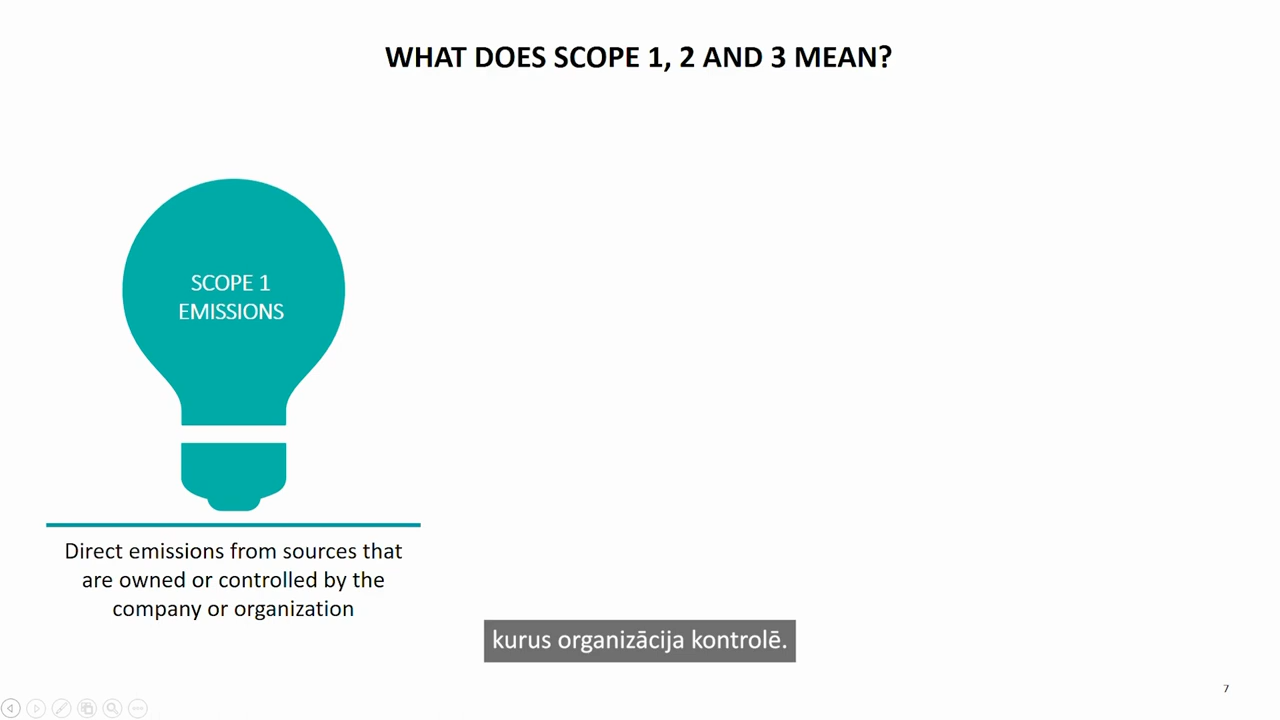 WHAT DOES SCOPE 1, 2 AND 3 MEAN?
SCOPE 1
EMISSIONS
Direct emissions from sources that
are owned or controlled by the
company or organization
kurus organizācija kontrolē.
7